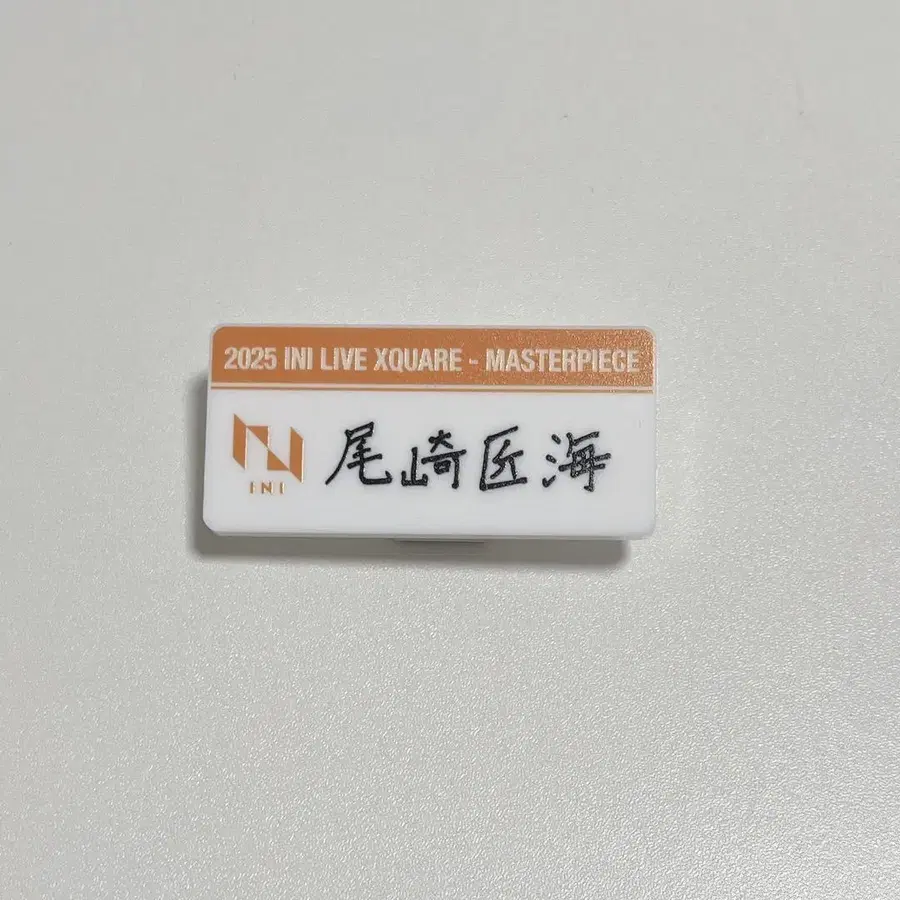 2025 INI LIVE XQUARE - MASTERPIECE
尾崎匠海
INI